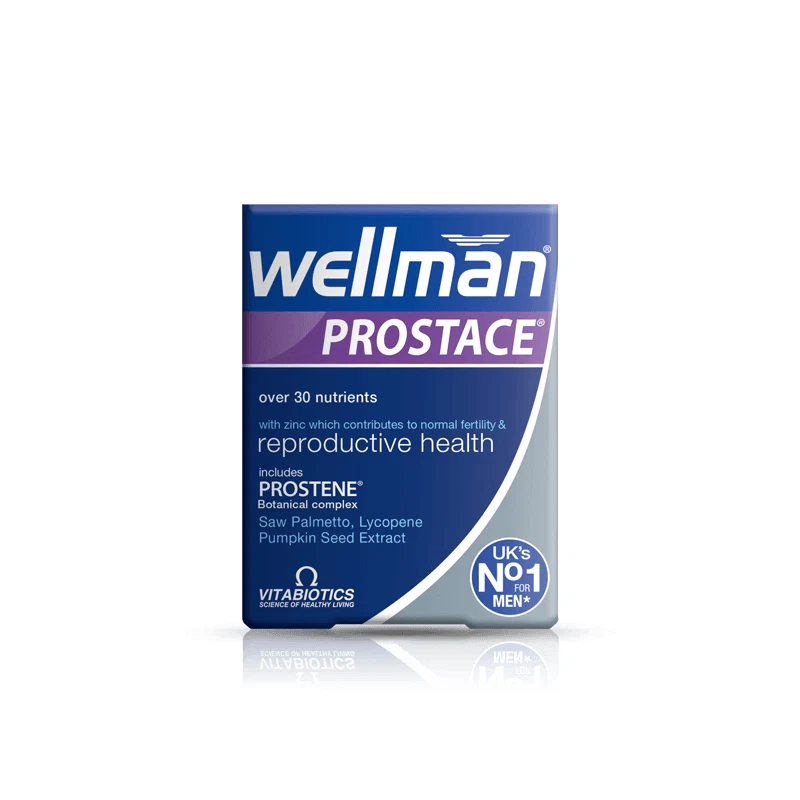 wellman®
PROSTACE®
over 30 nutrients
with zinc which contributes to normal fertility &
reproductive health
includes
PROSTENE®
Botanical complex
Saw Palmetto, Lycopene
Pumpkin Seed Extract
VITABIOTICS
SCIENCE OF HEALTHY LIVING
UK's
No1
FOR
MEN*